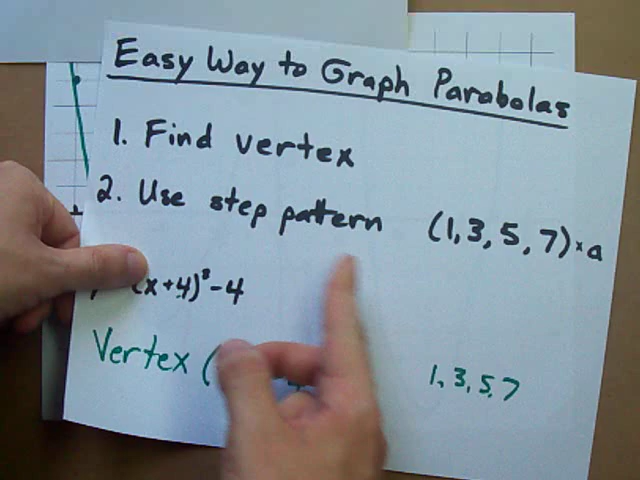 Easy Way to Graph Parabolas
1. Find vertex
2. Use step pattern (1, 3, 5, 7) × a
(x + 4)² - 4
Vertex (
1, 3, 5, 7